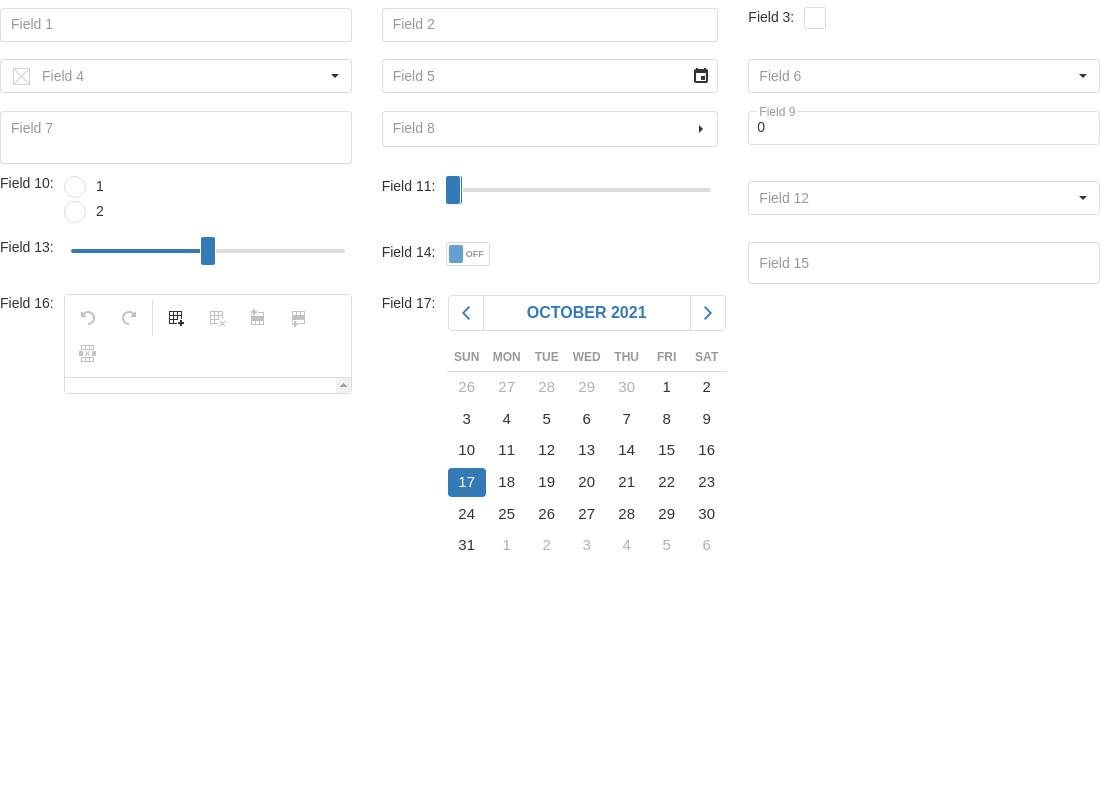 Field 1
Field 2
Field 3:
Field 4
Field 5
Field 6
Field 7
Field 8
Field 9
0
Field 10:
1
2
Field 11:
Field 12
Field 13:
Field 14:
OFF
Field 15
Field 16:
Field 17:
OCTOBER 2021
SUN MON TUE WED THU FRI SAT
26 27 28 29 30 1 2
3 4 5 6 7 8 9
10 11 12 13 14 15 16
17 18 19 20 21 22 23
24 25 26 27 28 29 30
31 1 2 3 4 5 6